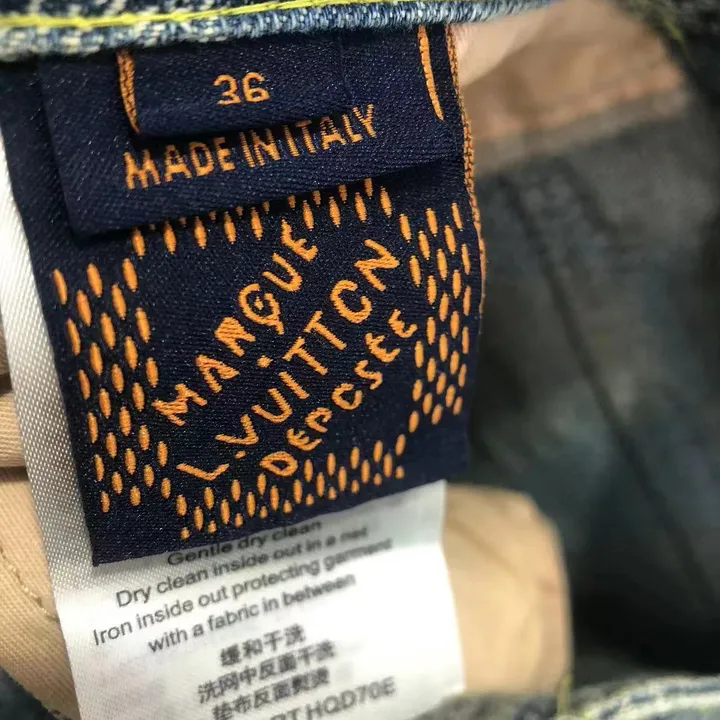 36
MADE IN ITALY
MARQUE
L.VUITTON
DEPOSÉE
Gentle dry clean
Dry clean inside out in a net
Iron inside out protecting garment
with a fabric in between
缓和干洗
洗网中反面干洗
垫布反面熨烫
HQD70E